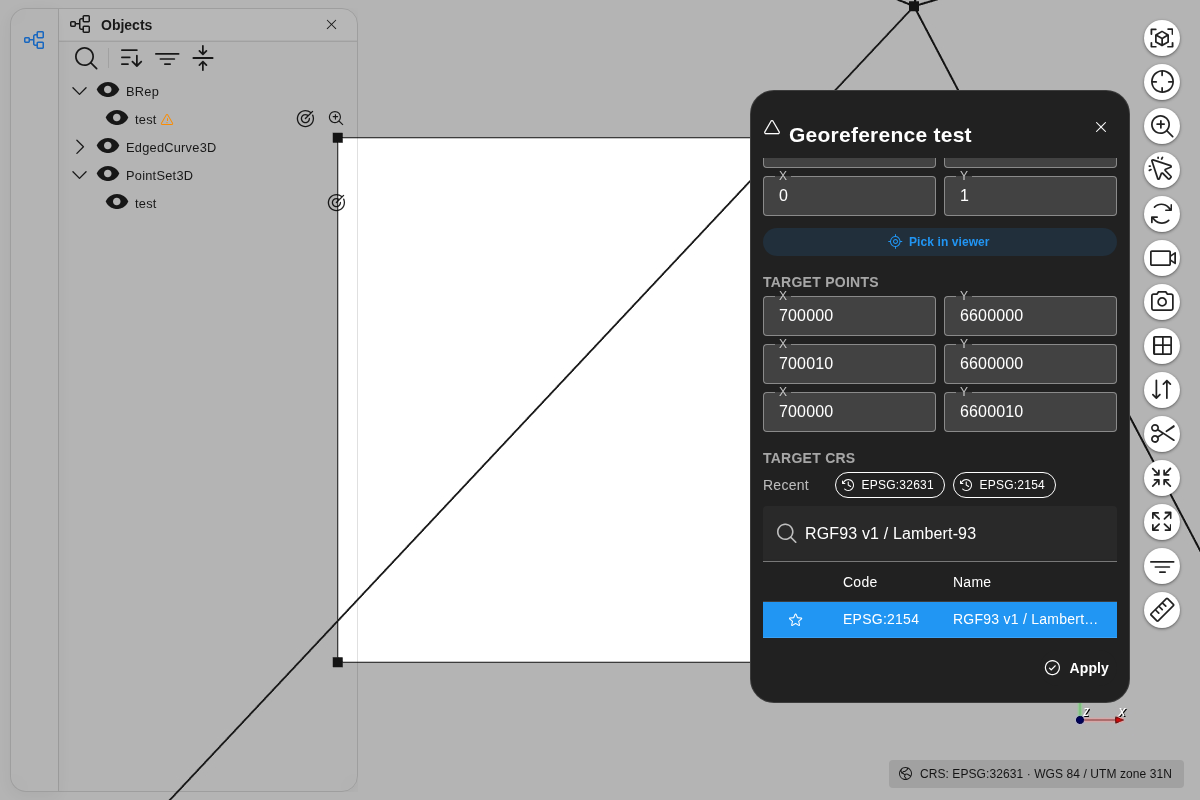 Objects
BRep
test
EdgedCurve3D
PointSet3D
test
Georeference test
X
0
Y
1
Pick in viewer
TARGET POINTS
X
700000
Y
6600000
X
700010
Y
6600000
X
700000
Y
6600010
TARGET CRS
Recent
EPSG:32631
EPSG:2154
RGF93 v1 / Lambert-93
Code
Name
EPSG:2154
RGF93 v1 / Lambert…
Apply
Z
X
CRS: EPSG:32631 · WGS 84 / UTM zone 31N